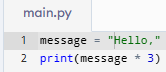 main.py
1 message = "Hello,"
2 print(message * 3)